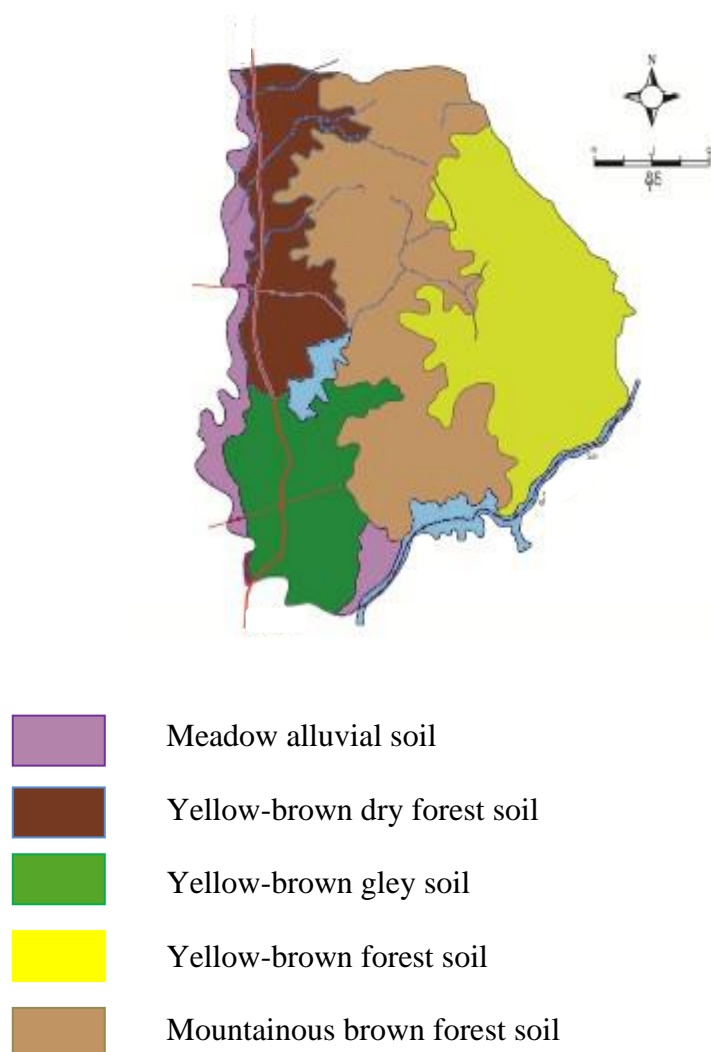 N
Meadow alluvial soil
Yellow-brown dry forest soil
Yellow-brown gley soil
Yellow-brown forest soil
Mountainous brown forest soil